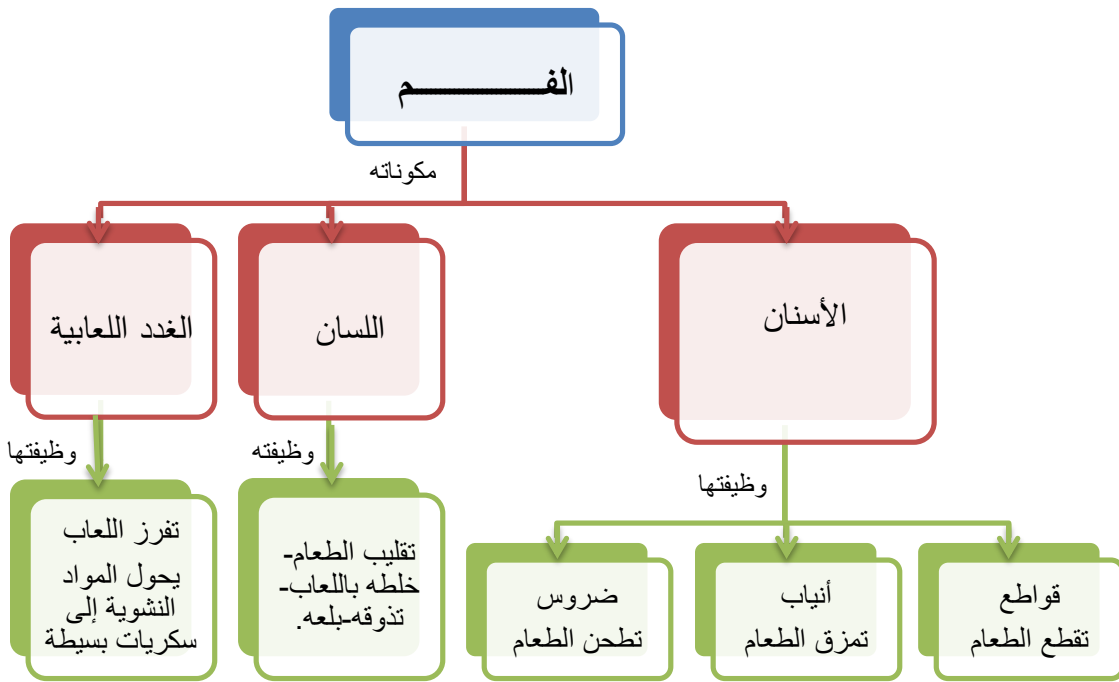 الفـــــــــــــم
مكوناته
الأسنان
اللسان
الغدد اللعابية
وظيفتها
وظيفته
وظيفتها
قواطع
تقطع الطعام
أنياب
تمزق الطعام
ضروس
تطحن الطعام
تقليب الطعام-
خلطه باللعاب-
تذوقه-بلعه.
تفرز اللعاب
يحول المواد
النشوية إلى
سكريات بسيطة